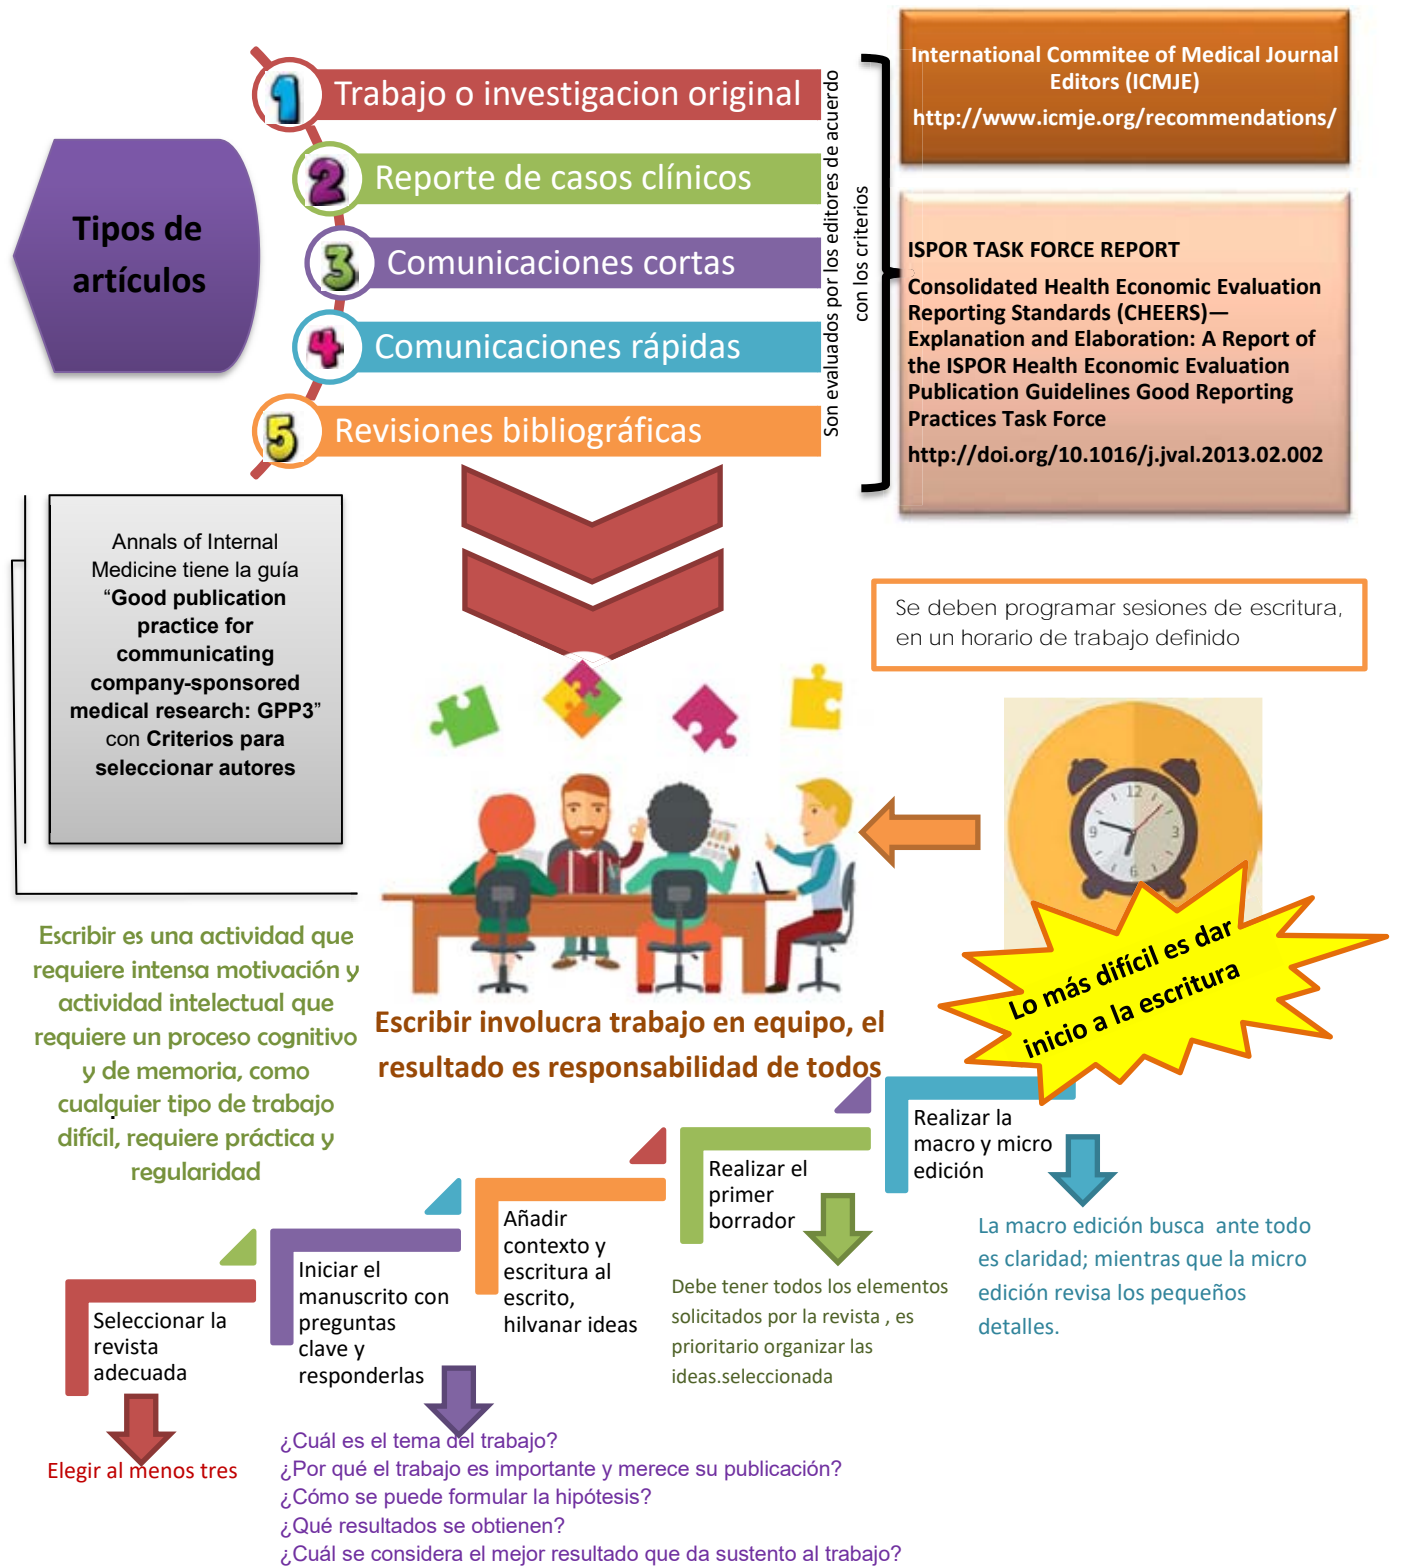 Tipos de
artículos
1
Trabajo o investigacion original
2
Reporte de casos clínicos
3
Comunicaciones cortas
4
Comunicaciones rápidas
5
Revisiones bibliográficas
Son evaluados por los editores de acuerdo
con los criterios
International Commitee of Medical Journal
Editors (ICMJE)
http://www.icmje.org/recommendations/
ISPOR TASK FORCE REPORT
Consolidated Health Economic Evaluation
Reporting Standards (CHEERS)—
Explanation and Elaboration: A Report of
the ISPOR Health Economic Evaluation
Publication Guidelines Good Reporting
Practices Task Force
http://doi.org/10.1016/j.jval.2013.02.002
Annals of Internal
Medicine tiene la guía
“Good publication
practice for
communicating
company-sponsored
medical research: GPP3”
con Criterios para
seleccionar autores
Se deben programar sesiones de escritura,
en un horario de trabajo definido
12
3
6
9
Lo más difícil es dar
inicio a la escritura
Escribir es una actividad que
requiere intensa motivación y
actividad intelectual que
requiere un proceso cognitivo
y de memoria, como
cualquier tipo de trabajo
difícil, requiere práctica y
regularidad
Escribir involucra trabajo en equipo, el
resultado es responsabilidad de todos
Seleccionar la
revista
adecuada
Elegir al menos tres
Iniciar el
manuscrito con
preguntas
clave y
responderlas
¿Cuál es el tema del trabajo?
¿Por qué el trabajo es importante y merece su publicación?
¿Cómo se puede formular la hipótesis?
¿Qué resultados se obtienen?
¿Cuál se considera el mejor resultado que da sustento al trabajo?
Añadir
contexto y
escritura al
escrito,
hilvanar ideas
Realizar el
primer
borrador
Debe tener todos los elementos
solicitados por la revista , es
prioritario organizar las
ideas.seleccionada
Realizar la
macro y micro
edición
La macro edición busca  ante todo
es claridad; mientras que la micro
edición revisa los pequeños
detalles.